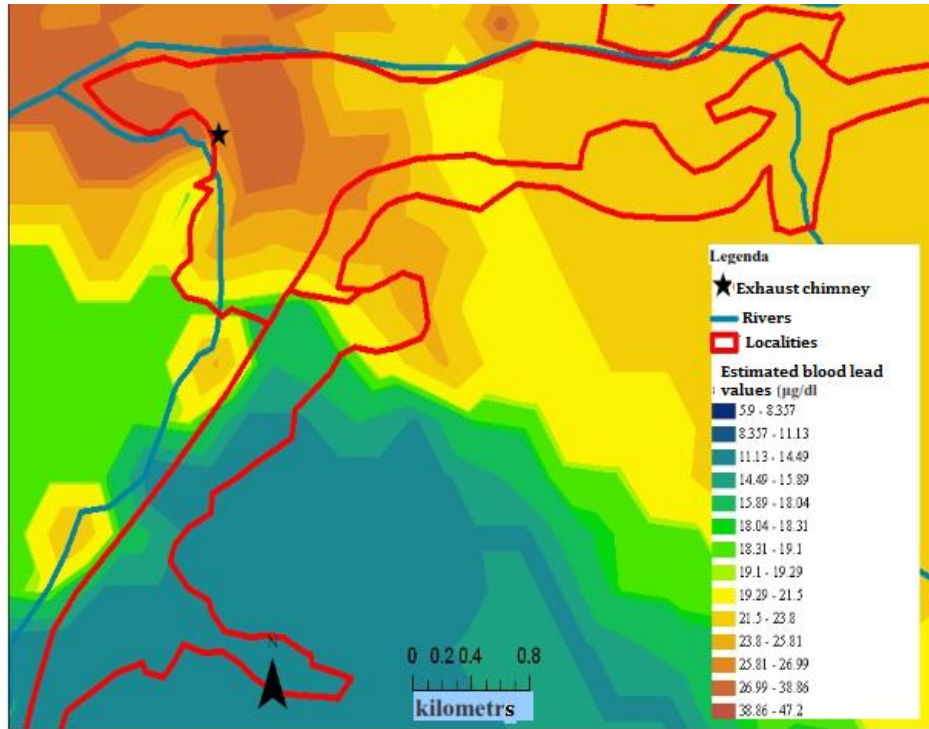 Legenda
Exhaust chimney
Rivers
Localities
Estimated blood lead
values (µg/dl
5.9 - 8.357
8.357 - 11.13
11.13 - 14.49
14.49 - 15.89
15.89 - 18.04
18.04 - 18.31
18.31 - 19.1
19.1 - 19.29
19.29 - 21.5
21.5 - 23.8
23.8 - 25.81
25.81 - 26.99
26.99 - 38.86
38.86 - 47.2
N
0 0.2 0.4 0.8
kilometrs